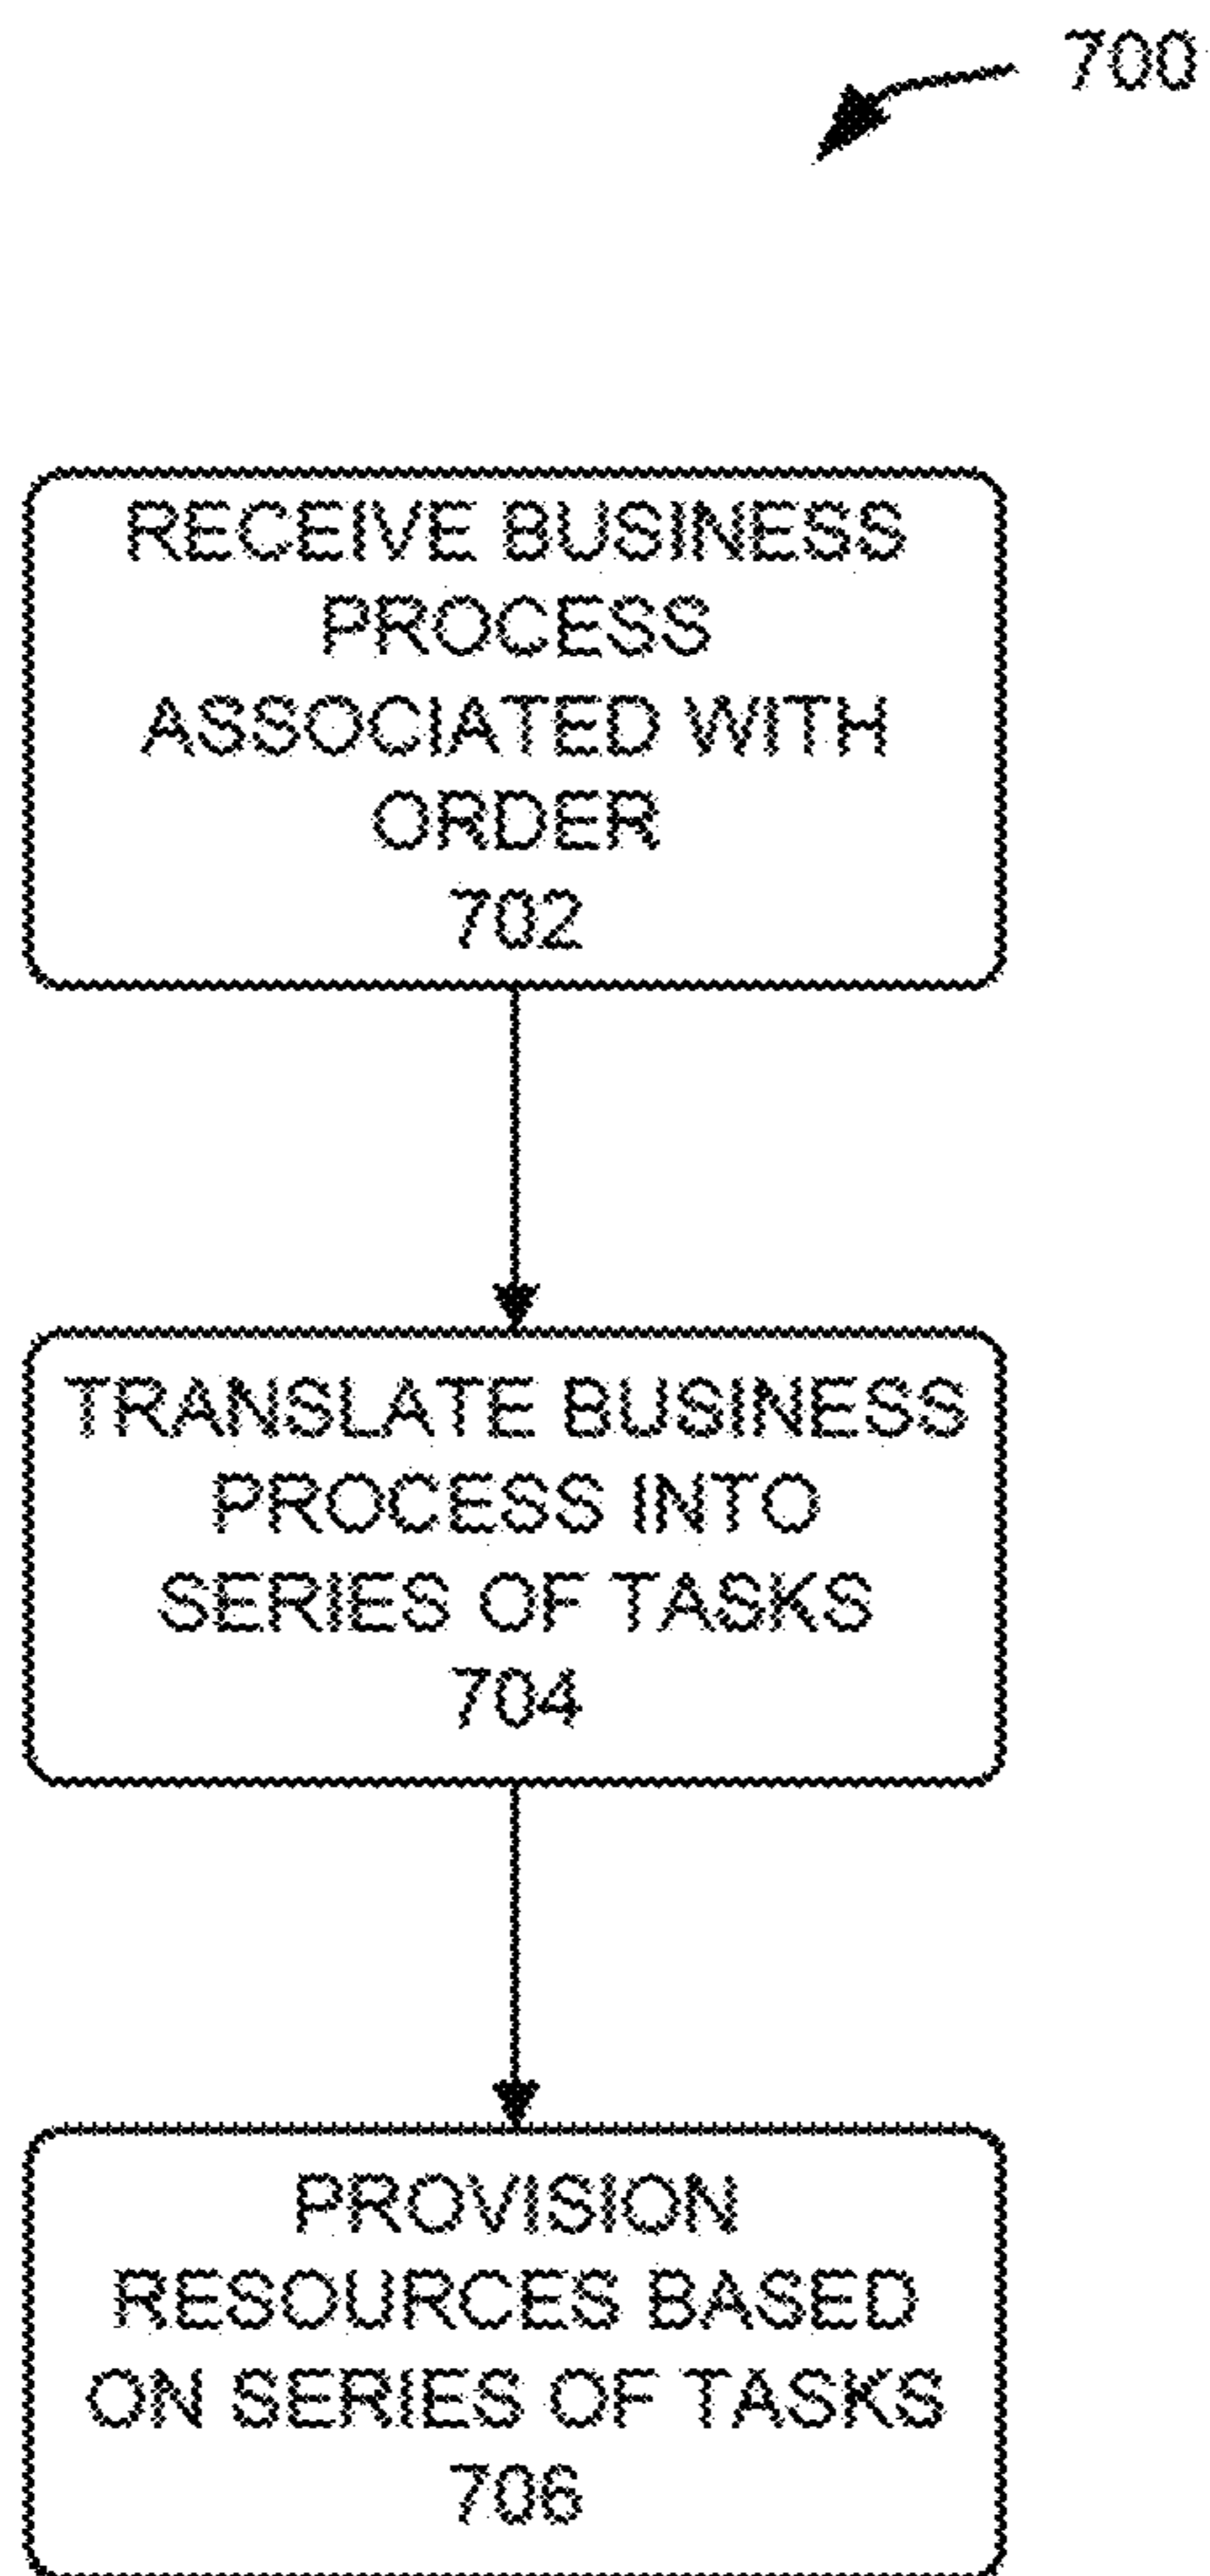 700
RECEIVE BUSINESS
PROCESS
ASSOCIATED WITH
ORDER
702
TRANSLATE BUSINESS
PROCESS INTO
SERIES OF TASKS
704
PROVISION
RESOURCES BASED
ON SERIES OF TASKS
706